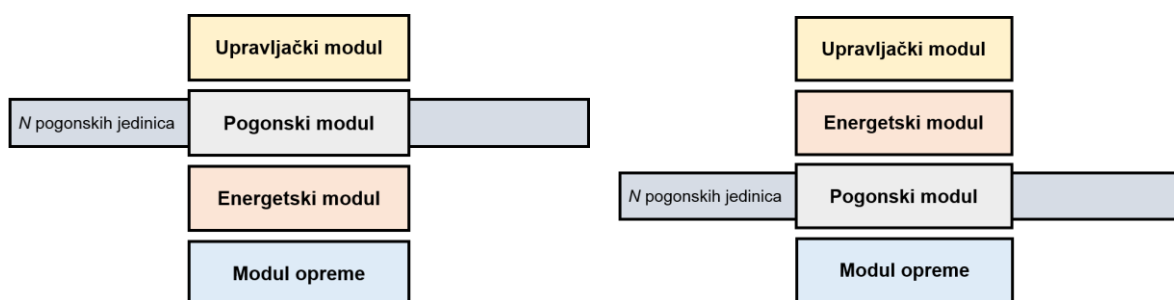 Upravljački modul
N pogonskih jedinica
Pogonski modul
Energetski modul
Modul opreme
Upravljački modul
Energetski modul
N pogonskih jedinica
Pogonski modul
Modul opreme